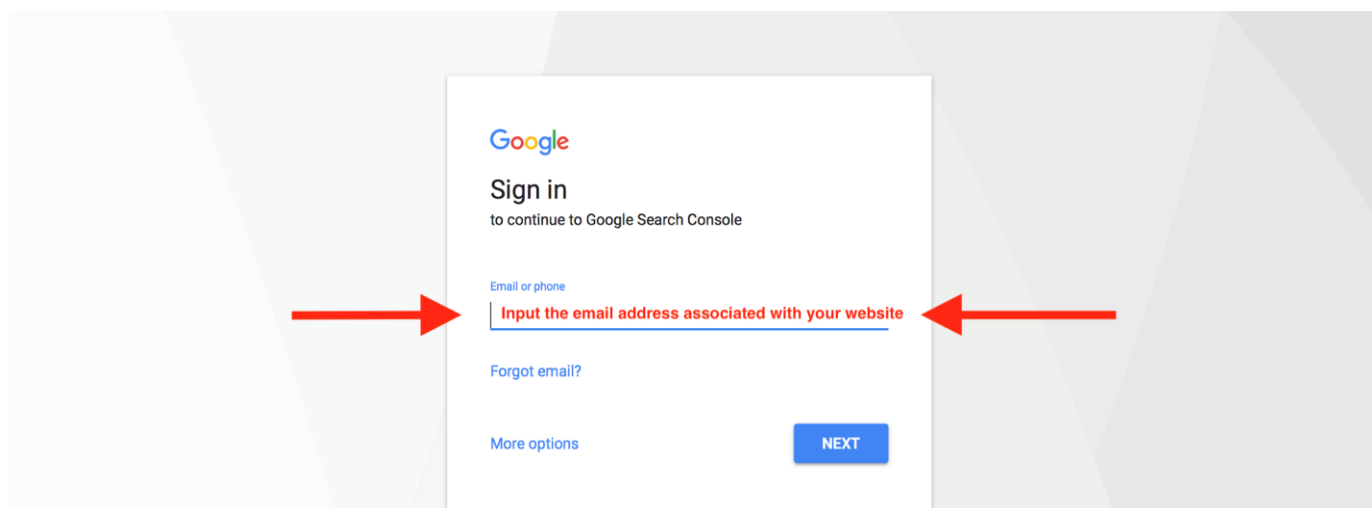 Google
Sign in
to continue to Google Search Console
Email or phone
Input the email address associated with your website
Forgot email?
More options
NEXT